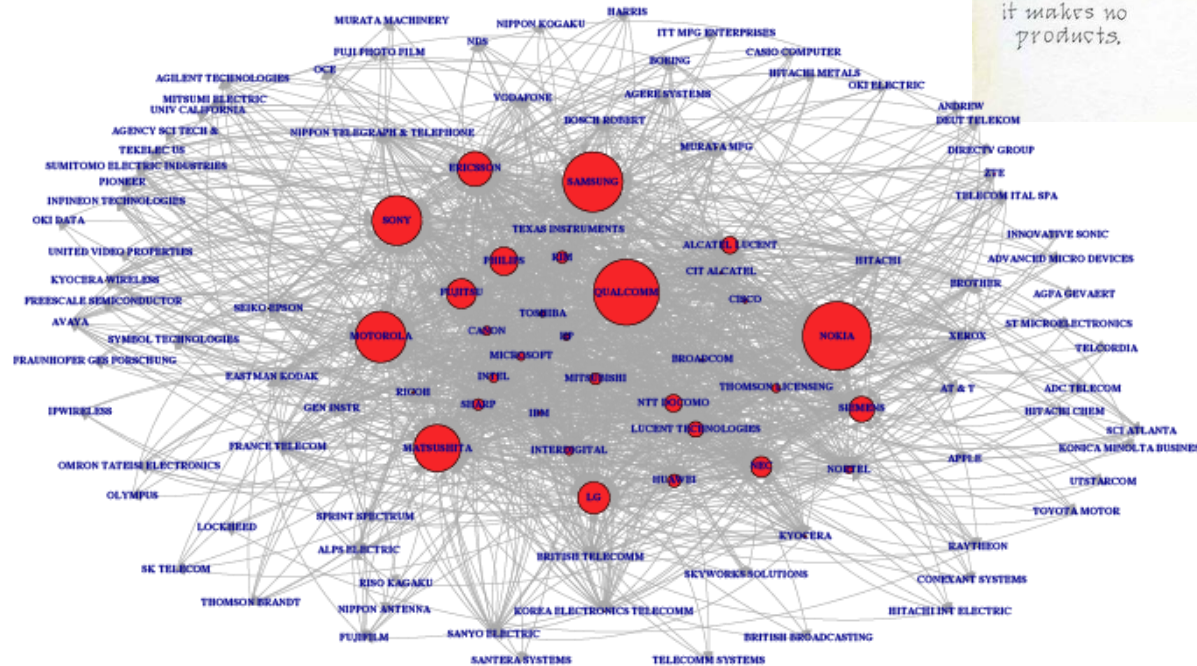 it makes no
products.
HARRIS
MURATA MACHINERY
NIPPON KOGAKU
ITT MFG ENTERPRISES
NDS
FUJI PHOTO FILM
CASIO COMPUTER
BOEING
OCE
HITACHI METALS
AGILENT TECHNOLOGIES
OKI ELECTRIC
AGERE SYSTEMS
VODAFONE
MITSUMI ELECTRIC
UNIV CALIFORNIA
ANDREW
BOSCH ROBERT
DEUT TELEKOM
AGENCY SCI TECH &
NIPPON TELEGRAPH & TELEPHONE
MURATA MFG
TEKELEC US
DIRECTV GROUP
SUMITOMO ELECTRIC INDUSTRIES
ERICSSON
ZTE
PIONEER
SAMSUNG
TELECOM ITAL SPA
INFINEON TECHNOLOGIES
OKI DATA
SONY
TEXAS INSTRUMENTS
INNOVATIVE SONIC
ALCATEL LUCENT
UNITED VIDEO PROPERTIES
RIM
ADVANCED MICRO DEVICES
PHILIPS
HITACHI
CIT ALCATEL
KYOCERA WIRELESS
BROTHER
FUJITSU
QUALCOMM
AGFA GEVAERT
FREESCALE SEMICONDUCTOR
CISCO
SEIKO EPSON
TOSHIBA
AVAYA
ST MICROELECTRONICS
CANON
SYMBOL TECHNOLOGIES
MOTOROLA
HP
NOKIA
XEROX
TELCORDIA
MICROSOFT
FRAUNHOFER GES FORSCHUNG
BROADCOM
EASTMAN KODAK
INTEL
MITSUBISHI
THOMSON LICENSING
AT & T
ADC TELECOM
RICOH
SHARP
NTT DOCOMO
GEN INSTR
SIEMENS
IPWIRELESS
IBM
HITACHI CHEM
LUCENT TECHNOLOGIES
SCI ATLANTA
FRANCE TELECOM
MATSUSHITA
INTERDIGITAL
KONICA MINOLTA BUSINES
APPLE
OMRON TATEISI ELECTRONICS
NEC
NORTEL
HUAWEI
UTSTARCOM
OLYMPUS
LG
TOYOTA MOTOR
SPRINT SPECTRUM
LOCKHEED
KYOCERA
RAYTHEON
ALPS ELECTRIC
BRITISH TELECOMM
SK TELECOM
SKYWORKS SOLUTIONS
CONEXANT SYSTEMS
RISO KAGAKU
THOMSON BRANDT
NIPPON ANTENNA
KOREA ELECTRONICS TELECOMM
HITACHI INT ELECTRIC
SANYO ELECTRIC
FUJIFILM
BRITISH BROADCASTING
SANTERA SYSTEMS
TELECOMM SYSTEMS